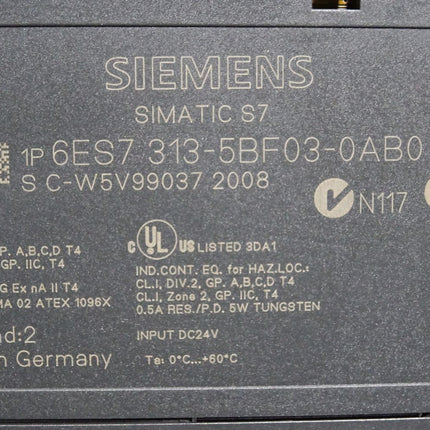 SIEMENS
SIMATIC S7
1P 6ES7 313-5BF03-0AB0
S C-W5V99037 2008
N117
C UL US LISTED 3DA1
IND.CONT. EQ. for HAZ.LOC.:
P. A,B,C,D T4 CL.I, DIV.2, GP. A,B,C,D T4
GP. IIC, T4 CL.I, Zone 2, GP. IIC, T4
G Ex nA II T4 0.5A RES./P.D. 5W TUNGSTEN
MA 02 ATEX 1096X
nd:2 INPUT DC24V
n Germany Ta: 0°C...+60°C